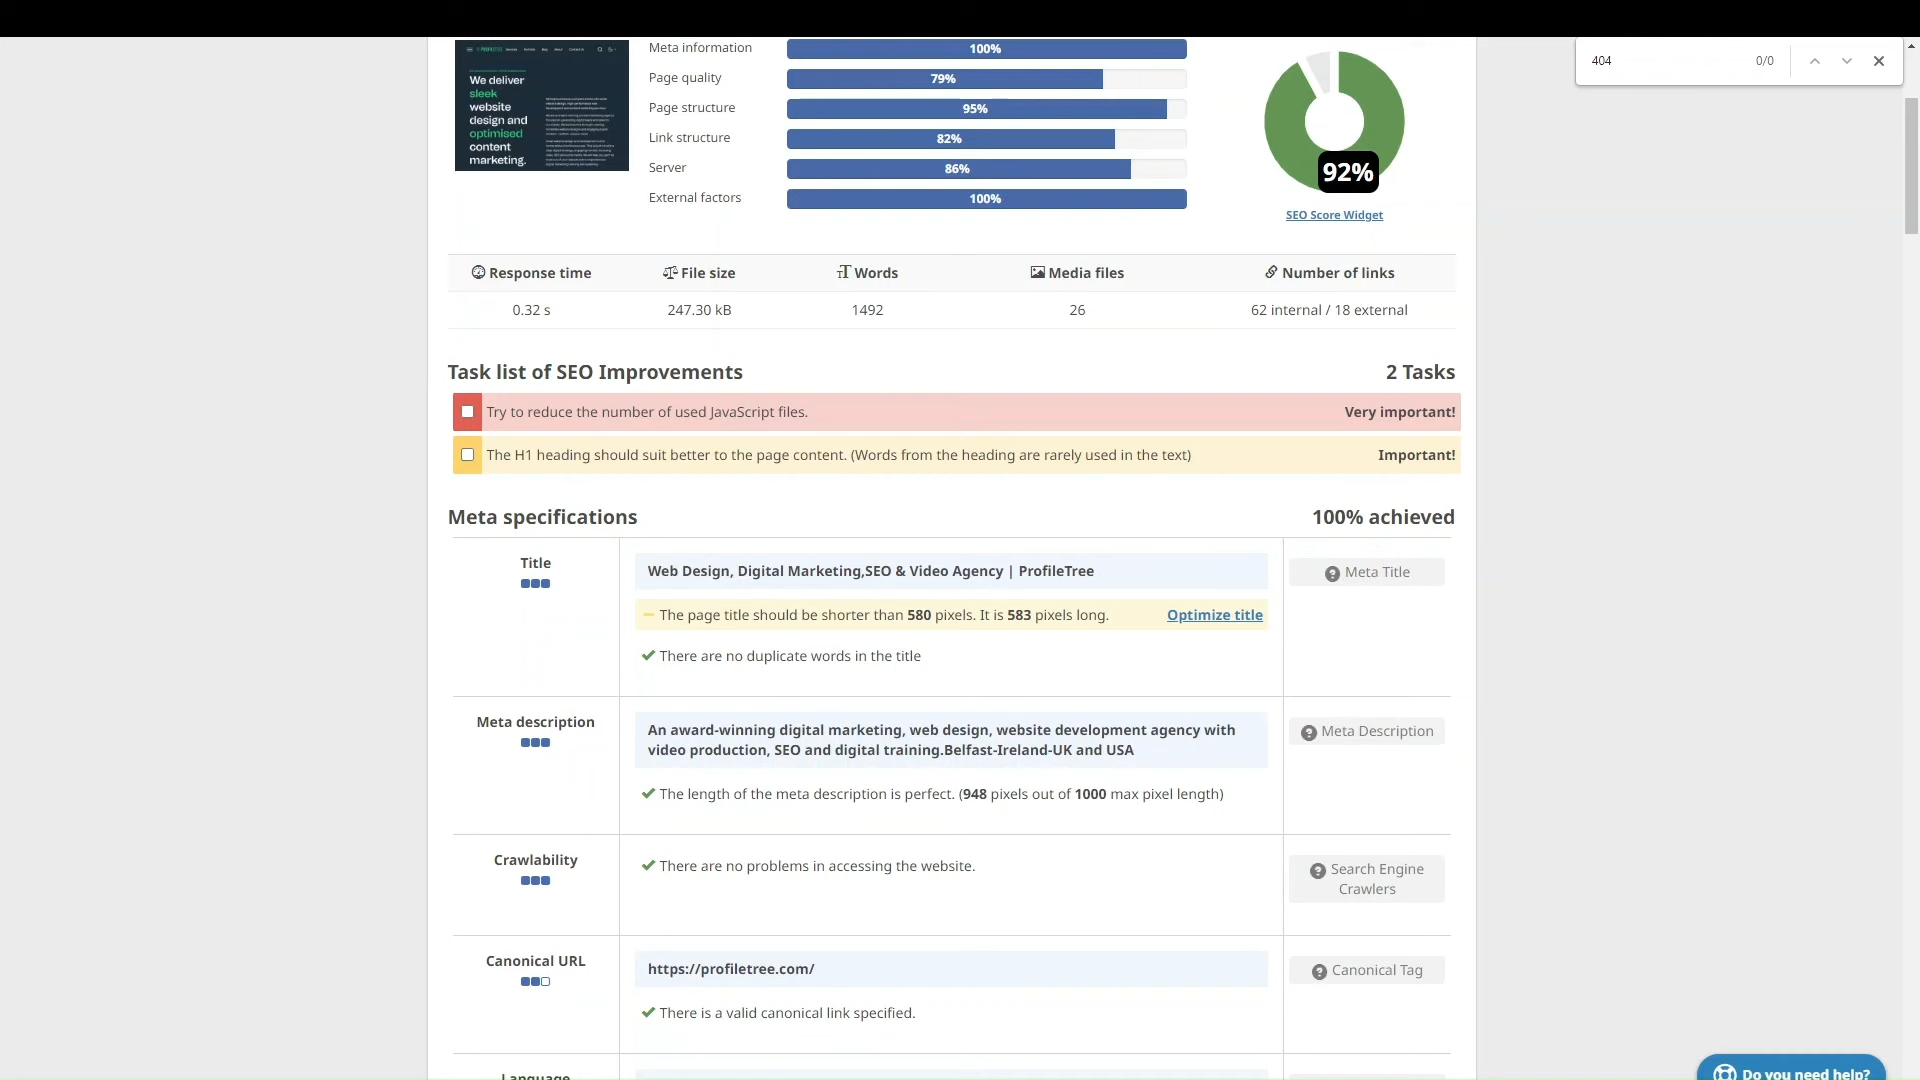 Meta information 100%
Page quality 79%
Page structure 95%
Link structure 82%
Server 86%
External factors 100%
We deliver
sleek
website
design and
optimised
content
marketing.
92%
SEO Score Widget
404 0/0
Response time File size Words Media files Number of links
0.32 s 247.30 kB 1492 26 62 internal / 18 external
Task list of SEO Improvements 2 Tasks
Try to reduce the number of used JavaScript files. Very important!
The H1 heading should suit better to the page content. (Words from the heading are rarely used in the text) Important!
Meta specifications 100% achieved
Title
Web Design, Digital Marketing,SEO & Video Agency | ProfileTree
Meta Title
The page title should be shorter than 580 pixels. It is 583 pixels long. Optimize title
There are no duplicate words in the title
Meta description
An award-winning digital marketing, web design, website development agency with
video production, SEO and digital training.Belfast-Ireland-UK and USA
Meta Description
The length of the meta description is perfect. (948 pixels out of 1000 max pixel length)
Crawlability
There are no problems in accessing the website.
Search Engine
Crawlers
Canonical URL
https://profiletree.com/
Canonical Tag
There is a valid canonical link specified.
Language
Do you need help?